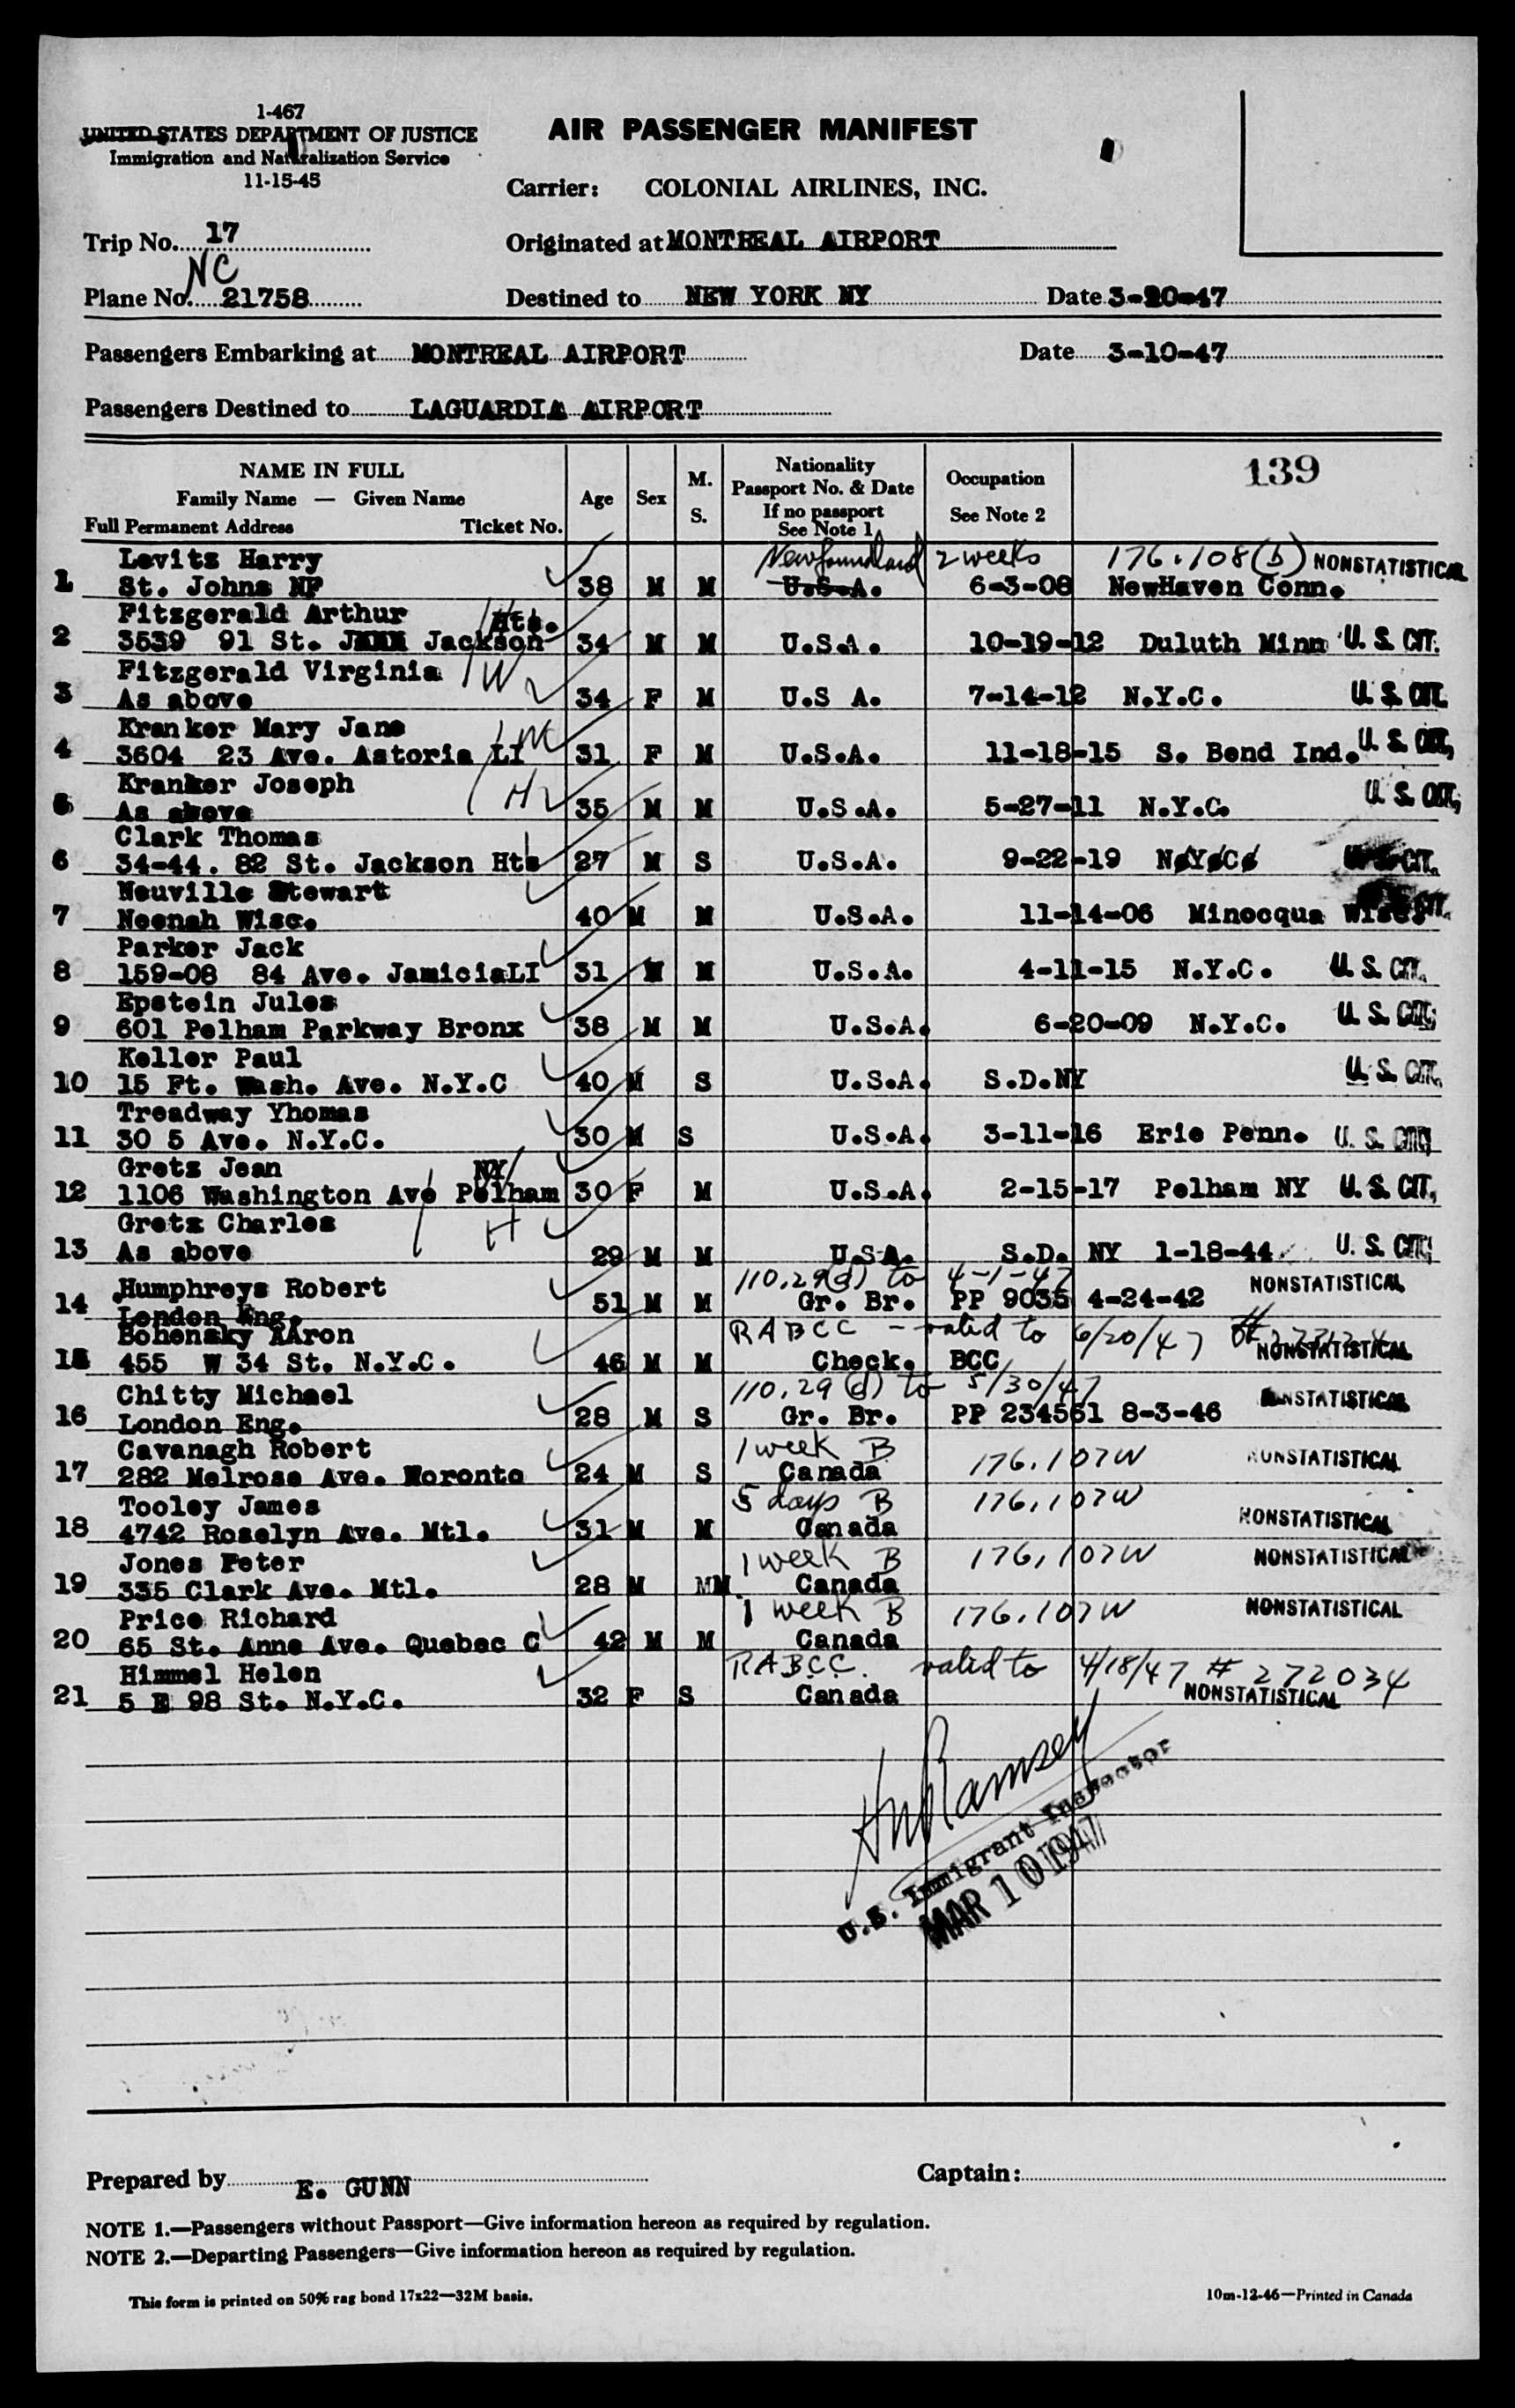 1-467
UNITED STATES DEPARTMENT OF JUSTICE
Immigration and Naturalization Service
11-15-45
AIR PASSENGER MANIFEST
Carrier: COLONIAL AIRLINES, INC.
Trip No. 17
Originated at MONTREAL AIRPORT
NC
Plane No. 21758
Destined to NEW YORK NY
Date 3-20-47
Passengers Embarking at MONTREAL AIRPORT
Date 3-10-47
Passengers Destined to LAGUARDIA AIRPORT
NAME IN FULL
Family Name — Given Name
Full Permanent Address Ticket No.
Age
Sex
M.
S.
Nationality
Passport No. & Date
If no passport
See Note 1
Occupation
See Note 2
139
Levitz Harry Newfoundland 2 weeks 176.108(b) NONSTATISTICAL
1 St. Johns NF 38 M M U.S.A. 6-3-08 NewHaven Conn.
Fitzgerald Arthur Hts.
2 3539 91 St. Jackson 34 M M U.S.A. 10-19-12 Duluth Minn U. S. CIT.
Fitzgerald Virginia W
3 As above 34 F M U.S A. 7-14-12 N.Y.C. U. S. CIT.
Kranker Mary Jane M
4 3604 23 Ave. Astoria LI 31 F M U.S.A. 11-18-15 S. Bend Ind. U. S. CIT.
Kranker Joseph H
5 As above 35 M M U.S.A. 5-27-11 N.Y.C. U. S. CIT.
Clark Thomas
6 34-44. 82 St. Jackson Hts 27 M S U.S.A. 9-22-19 N.Y.C. U. S. CIT.
Neuville Stewart
7 Neenah Wisc. 40 M M U.S.A. 11-14-06 Minocqua Wisc. CIT.
Parker Jack
8 159-08 84 Ave. JamiciaLI 31 M M U.S.A. 4-11-15 N.Y.C. U. S. CIT.
Epstein Jules
9 601 Pelham Parkway Bronx 38 M M U.S.A. 6-20-09 N.Y.C. U. S. CIT.
Keller Paul
10 15 Ft. Wash. Ave. N.Y.C 40 M S U.S.A. S.D.NY U. S. CIT.
Treadway Yhomas
11 30 5 Ave. N.Y.C. 30 M S U.S.A. 3-11-16 Erie Penn. U. S. CIT.
Gretz Jean NY
12 1106 Washington Ave Pelham 30 F M U.S.A. 2-15-17 Pelham NY U. S. CIT.
Gretz Charles H
13 As above 29 M M U.S.A. S.D. NY 1-18-44 U. S. CIT.
Humphreys Robert 110.29(d) to 4-1-47 NONSTATISTICAL
14 London Eng. 51 M M Gr. Br. PP 9035 4-24-42
Bohensky AAron RABCC - valid to 6/20/47 #
15 455 W 34 St. N.Y.C. 46 M M Check. BCC NONSTATISTICAL
Chitty Michael 110.29(d) to 5/30/47 NONSTATISTICAL
16 London Eng. 28 M S Gr. Br. PP 234561 8-3-46
Cavanagh Robert 1 week B 176.107W NONSTATISTICAL
17 282 Melrose Ave. Noronto 24 M S Canada
Tooley James 5 days B 176.107W NONSTATISTICAL
18 4742 Roselyn Ave. Mtl. 31 M M Canada
Jones Peter 1 week B 176.107W NONSTATISTICAL
19 335 Clark Ave. Mtl. 28 M MM Canada
Price Richard 1 week B 176.107W NONSTATISTICAL
20 65 St. Anne Ave. Quebec C 42 M M Canada
Himmel Helen RABCC. valid to 4/18/47 # 272034
21 5 E 98 St. N.Y.C. 32 F S Canada NONSTATISTICAL
Ramsey
U.S. Immigrant Inspector
MAR 10 1947
Prepared by E. GUNN
Captain:
NOTE 1.—Passengers without Passport—Give information hereon as required by regulation.
NOTE 2.—Departing Passengers—Give information hereon as required by regulation.
This form is printed on 50% rag bond 17x22—32M basis.
10m-12-46—Printed in Canada